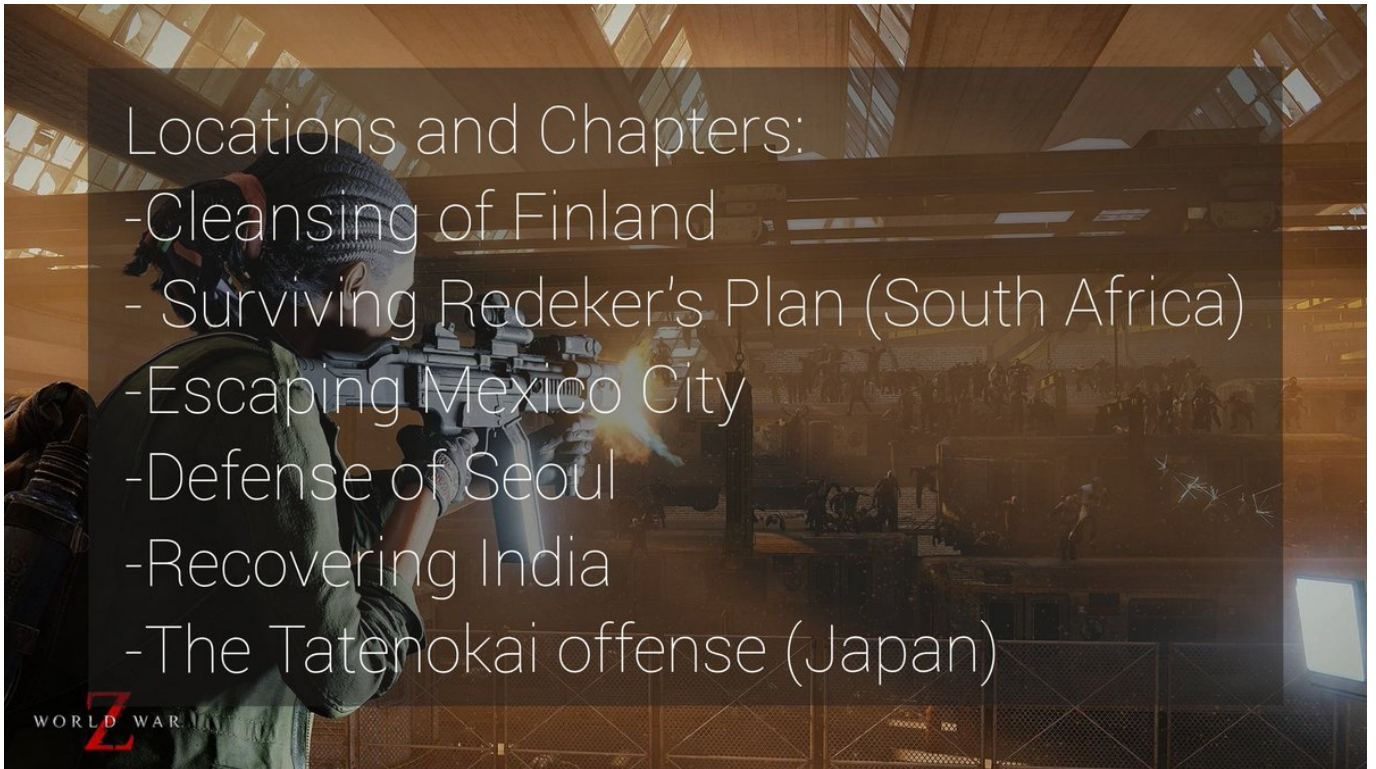 Locations and Chapters:
-Cleansing of Finland
- Surviving Redeker's Plan (South Africa)
-Escaping Mexico City
-Defense of Seoul
-Recovering India
-The Tatenokai offense (Japan)
WORLD WAR Z